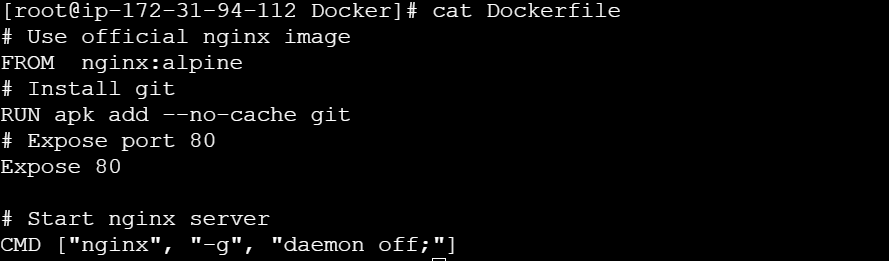 [root@ip-172-31-94-112 Docker]# cat Dockerfile
# Use official nginx image
FROM  nginx:alpine
# Install git
RUN apk add --no-cache git
# Expose port 80
Expose 80

# Start nginx server
CMD ["nginx", "-g", "daemon off;"]